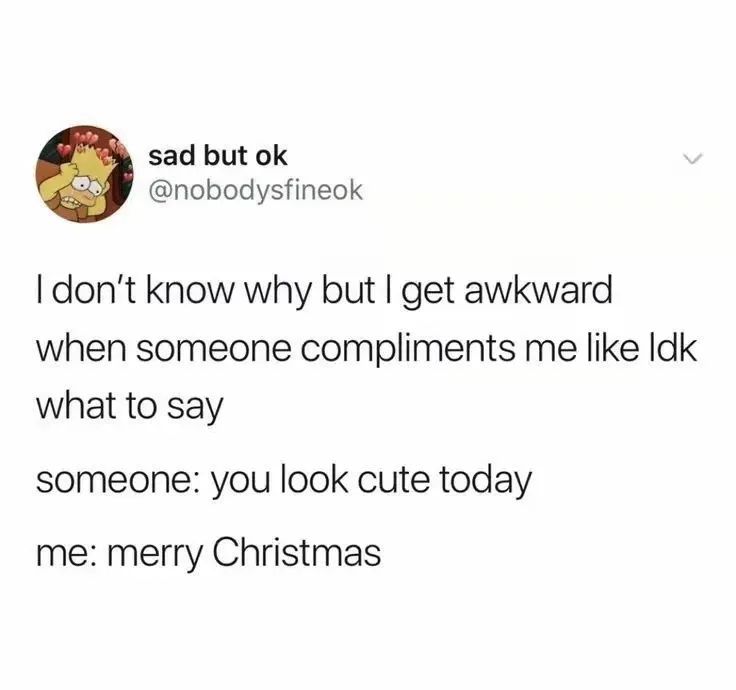 sad but ok
@nobodysfineok
I don't know why but I get awkward
when someone compliments me like Idk
what to say
someone: you look cute today
me: merry Christmas